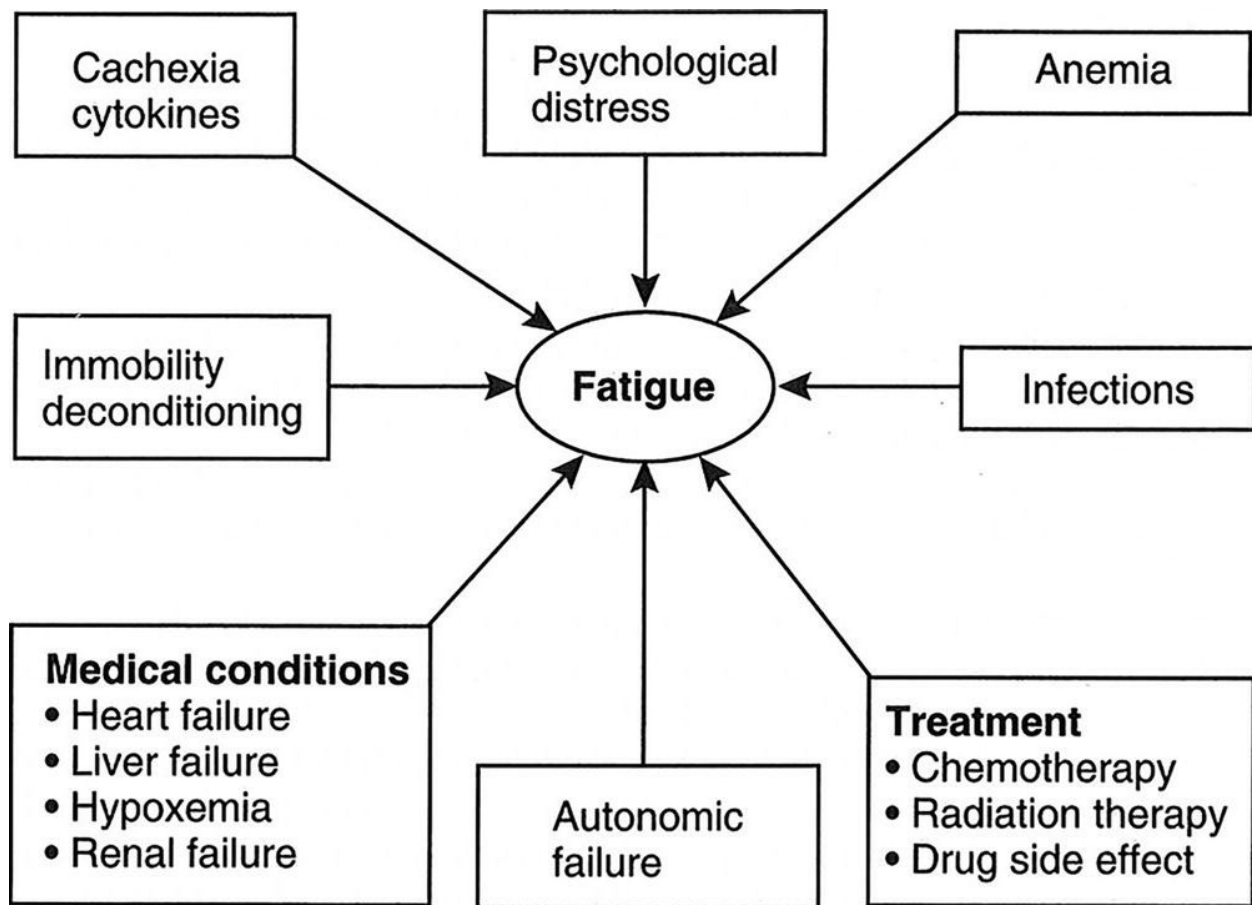 Cachexia
cytokines
Psychological
distress
Anemia
Immobility
deconditioning
Fatigue
Infections
Medical conditions
• Heart failure
• Liver failure
• Hypoxemia
• Renal failure
Autonomic
failure
Treatment
• Chemotherapy
• Radiation therapy
• Drug side effect